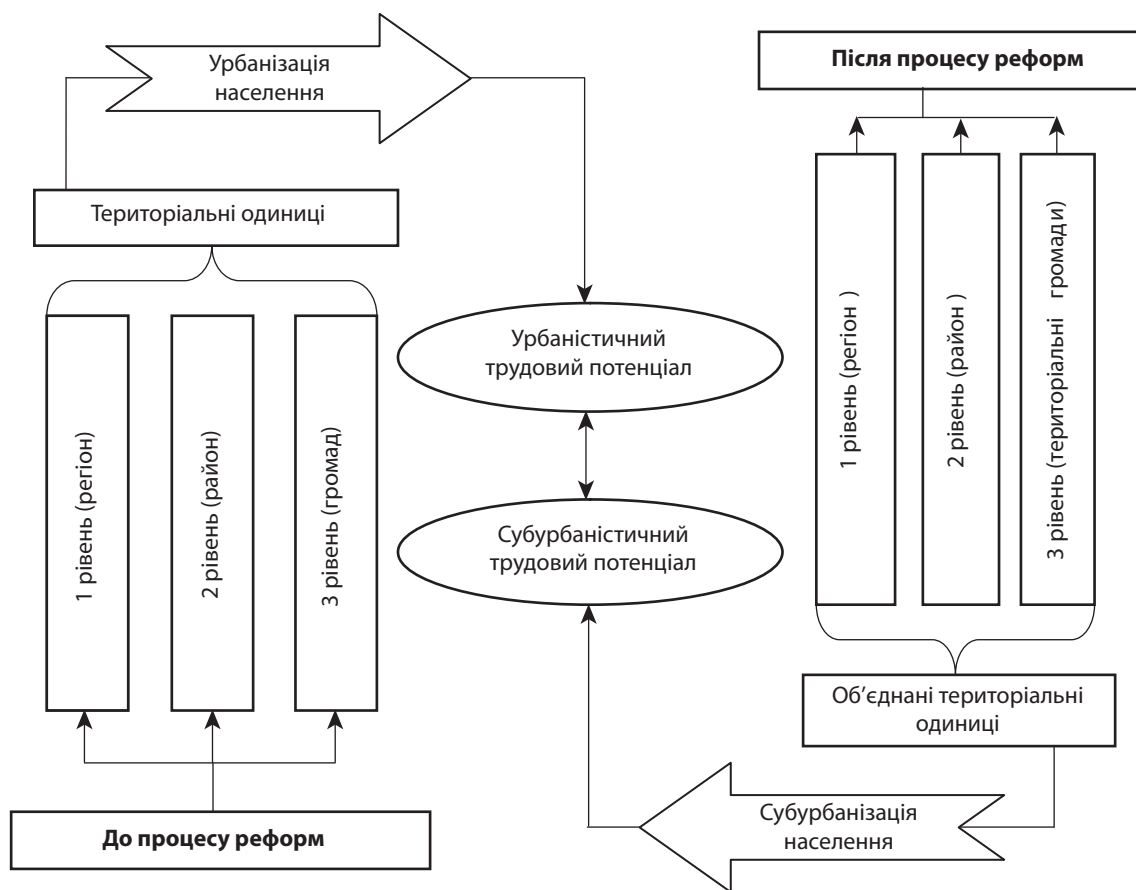 Урбанізація
населення
Після процесу реформ
Територіальні одиниці
1 рівень (регіон)
2 рівень (район)
3 рівень (громад)
Урбаністичний
трудовий потенціал
Субурбаністичний
трудовий потенціал
1 рівень (регіон )
2 рівень (район )
3 рівень (територіальні громад и)
Об’єднані територіальні
одиниці
Субурбанізація
населення
До процесу реформ